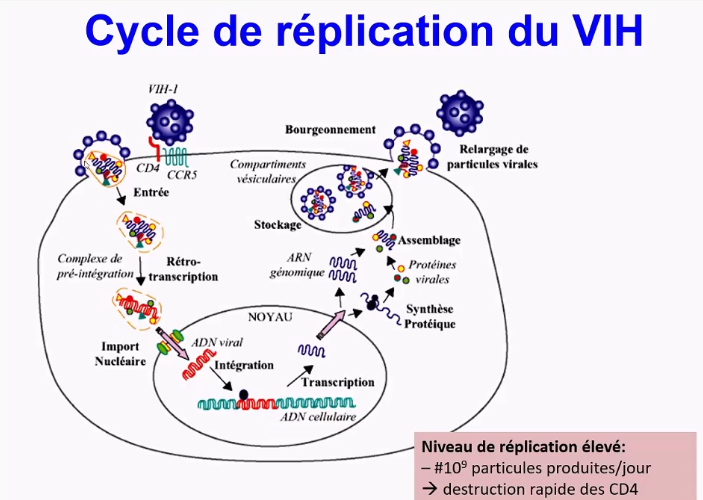 Cycle de réplication du VIH
VIH-1
Bourgeonnement
Relargage de
particules virales
CD4
CCR5
Compartiments
vésiculaires
Entrée
Stockage
Assemblage
Complexe de
pré-intégration
Rétro-
transcription
ARN
génomique
Protéines
virales
Synthèse
Protéique
NOYAU
Import
Nucléaire
ADN viral
Intégration
Transcription
ADN cellulaire
Niveau de réplication élevé:
– #10⁹ particules produites/jour
→ destruction rapide des CD4